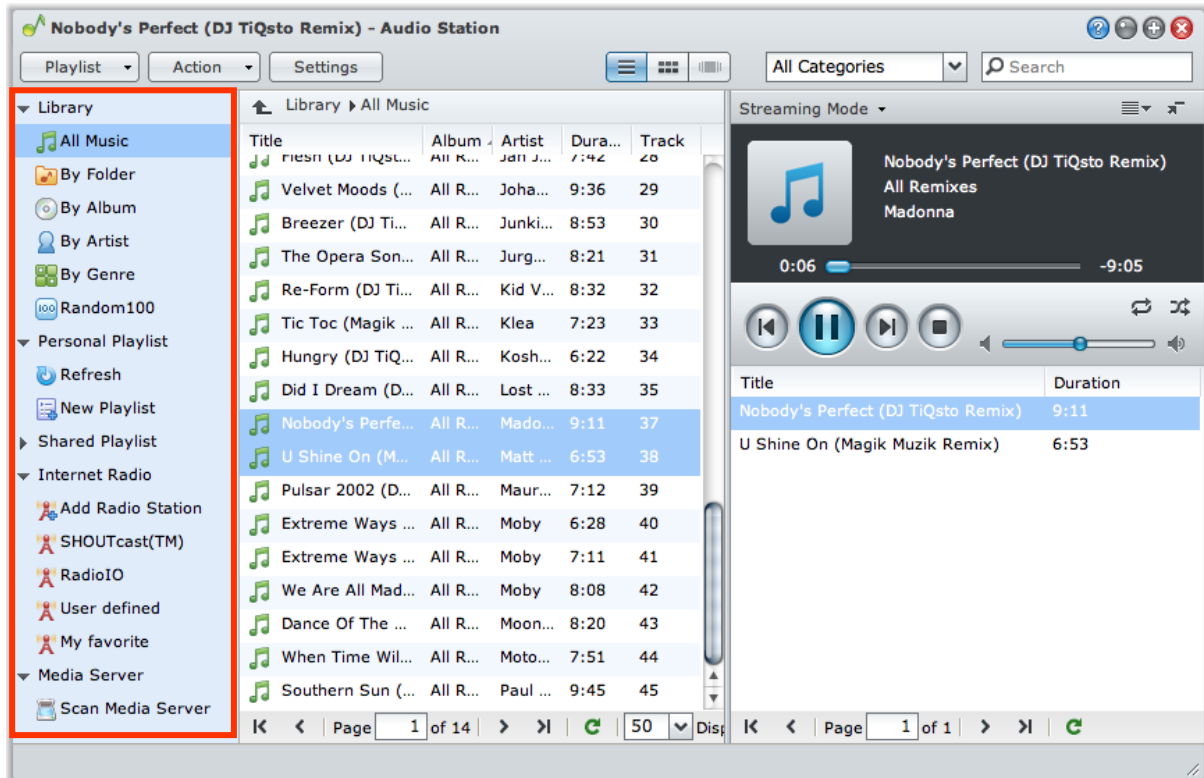 Nobody's Perfect (DJ TiQsto Remix) - Audio Station
Playlist Action Settings All Categories Search
Library
All Music
By Folder
By Album
By Artist
By Genre
100 Random100
Personal Playlist
Refresh
New Playlist
Shared Playlist
Internet Radio
Add Radio Station
SHOUTcast(TM)
RadioIO
User defined
My favorite
Media Server
Scan Media Server
Library All Music
Title Album Artist Dura... Track
Flesh (DJ TiQst... All R... Jan J... 7:42 28
Velvet Moods (... All R... Joha... 9:36 29
Breezer (DJ Ti... All R... Junki... 8:53 30
The Opera Son... All R... Jurg... 8:21 31
Re-Form (DJ Ti... All R... Kid V... 8:32 32
Tic Toc (Magik ... All R... Klea 7:23 33
Hungry (DJ TiQ... All R... Kosh... 6:22 34
Did I Dream (D... All R... Lost ... 8:33 35
Nobody's Perfe... All R... Mado... 9:11 37
U Shine On (M... All R... Matt ... 6:53 38
Pulsar 2002 (D... All R... Maur... 7:12 39
Extreme Ways ... All R... Moby 6:28 40
Extreme Ways ... All R... Moby 7:11 41
We Are All Mad... All R... Moby 8:08 42
Dance Of The ... All R... Moon... 8:20 43
When Time Wil... All R... Moto... 7:51 44
Southern Sun (... All R... Paul ... 9:45 45
Page 1 of 14 50 Disp
Streaming Mode
Nobody's Perfect (DJ TiQsto Remix)
All Remixes
Madonna
0:06 -9:05
Title Duration
Nobody's Perfect (DJ TiQsto Remix) 9:11
U Shine On (Magik Muzik Remix) 6:53
Page 1 of 1